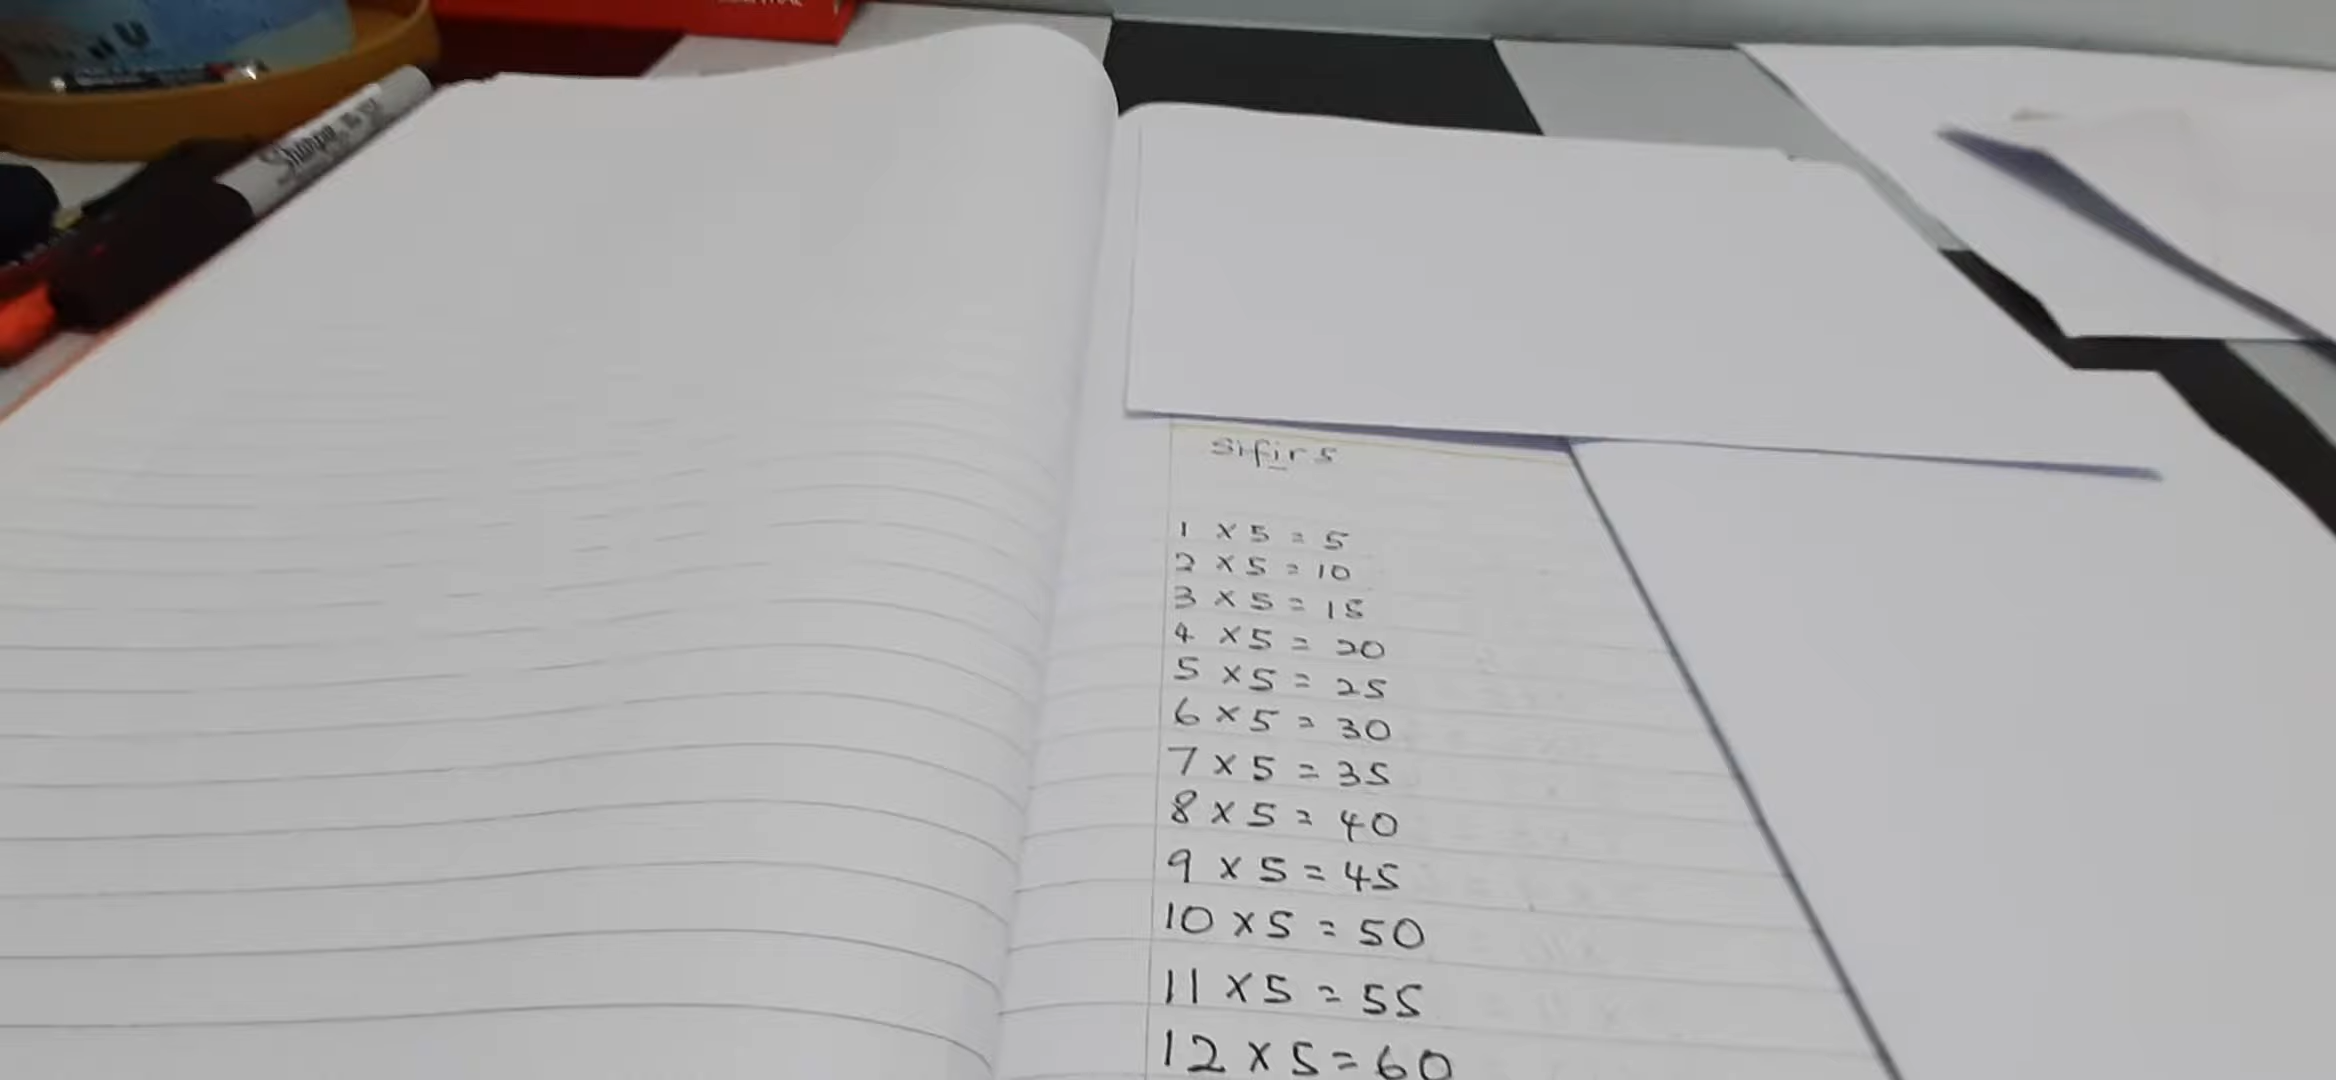 Sharpie
sifir 5
1 x 5 = 5
2 x 5 = 10
3 x 5 = 15
4 x 5 = 20
5 x 5 = 25
6 x 5 = 30
7 x 5 = 35
8 x 5 = 40
9 x 5 = 45
10 x 5 = 50
11 x 5 = 55
12 x 5 = 60